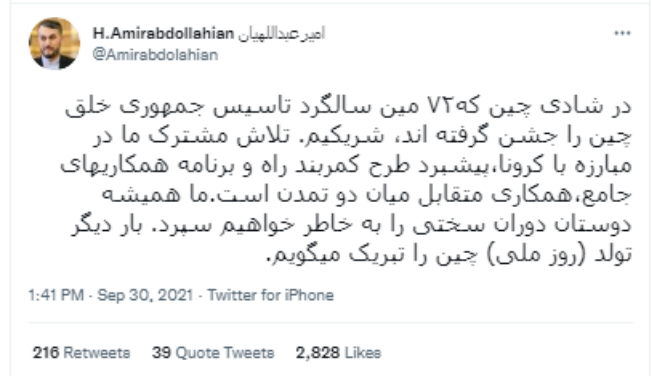 H.Amirabdollahian امیرعبداللهیان
@Amirabdolahian
در شادی چین که۷۲ مین سالگرد تاسیس جمهوری خلق
چین را جشن گرفته اند، شریکیم. تلاش مشترک ما در
مبارزه با کرونا،پیشبرد طرح کمربند راه و برنامه همکاریهای
جامع،همکاری متقابل میان دو تمدن است.ما همیشه
دوستان دوران سختی را به خاطر خواهیم سپرد. بار دیگر
تولد (روز ملی) چین را تبریک میگویم.
1:41 PM · Sep 30, 2021 · Twitter for iPhone
216 Retweets 39 Quote Tweets 2,828 Likes